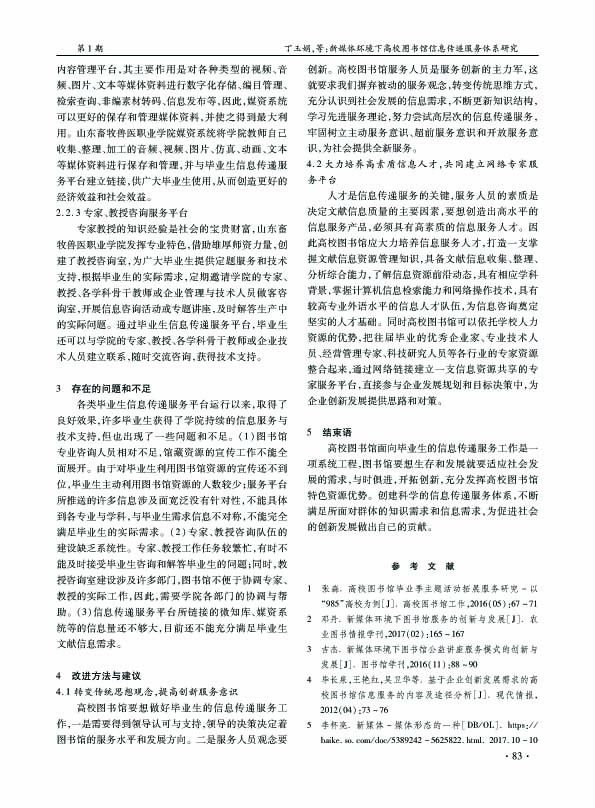 第 1 期
丁玉娟,等:新媒体环境下高校图书馆信息传递服务体系研究
内容管理平台,其主要作用是对各种类型的视频、音
频、图片、文本等媒体资料进行数字化存储、编目管理、
检索查询、非编素材转码、信息发布等,因此,媒资系统
可以更好的保存和管理媒体资料,并使之得到最大利
用。山东畜牧兽医职业学院媒资系统将学院教师自己
收集、整理、加工的音频、视频、图片、仿真、动画、文本
等媒体资料进行保存和管理,并与毕业生信息传递服
务平台建立链接,供广大毕业生使用,从而创造更好的
经济效益和社会效益。
2.2.3 专家、教授咨询服务平台
专家教授的知识经验是社会的宝贵财富,山东畜
牧兽医职业学院发挥专业特色,借助雄厚师资力量,创
建了教授咨询室,为广大毕业生提供定题服务和技术
支持,根据毕业生的实际需求,定期邀请学院的专家、
教授、各学科骨干教师或企业管理与技术人员做客咨
询室,开展信息咨询活动或专题讲座,及时解答生产中
的实际问题。通过毕业生信息传递服务平台,毕业生
还可以与学院的专家、教授、各学科骨干教师或企业技
术人员建立联系,随时交流咨询,获得技术支持。
3 存在的问题和不足
各类毕业生信息传递服务平台运行以来,取得了
良好效果,许多毕业生获得了学院持续的信息服务与
技术支持,但也出现了一些问题和不足。(1)图书馆
专业咨询人员相对不足,馆藏资源的宣传工作不能全
面展开。由于对毕业生利用图书馆资源的宣传还不到
位,毕业生主动利用图书馆资源的人数较少;服务平台
所推送的许多信息涉及面宽泛没有针对性,不能具体
到各专业与学科,与毕业生需求信息不对称,不能完全
满足毕业生的实际需求。(2)专家、教授咨询队伍的
建设缺乏系统性。专家、教授工作任务较繁忙,有时不
能及时接受毕业生咨询和解答毕业生的问题;同时,教
授咨询室建设涉及许多部门,图书馆不便于协调专家、
教授的实际工作,因此,需要学院各部门的协调与帮
助。(3)信息传递服务平台所链接的微知库、媒资系
统等的信息量还不够大,目前还不能充分满足毕业生
文献信息需求。
4 改进方法与建议
4.1 转变传统思想观念,提高创新服务意识
高校图书馆要想做好毕业生的信息传递服务工
作,一是需要得到领导认可与支持,领导的决策决定着
图书馆的服务水平和发展方向。二是服务人员观念要
创新。高校图书馆服务人员是服务创新的主力军,这
就要求我们摒弃被动的服务观念,转变传统思维方式,
充分认识到社会发展的信息需求,不断更新知识结构,
学习先进服务理论,努力尝试高层次的信息传递服务,
牢固树立主动服务意识、超前服务意识和开放服务意
识,为社会提供全新服务。
4.2 大力培养高素质信息人才,共同建立网络专家服
务平台
人才是信息传递服务的关键,服务人员的素质是
决定文献信息质量的主要因素,要想创造出高水平的
信息服务产品,必须具有高素质的信息服务人才。因
此高校图书馆应大力培养信息服务人才,打造一支掌
握文献信息资源管理知识,具备文献信息收集、整理、
分析综合能力,了解信息资源前沿动态,具有相应学科
背景,掌握计算机信息检索能力和网络操作技术,具有
较高专业外语水平的信息人才队伍,为信息咨询奠定
坚实的人才基础。同时高校图书馆可以依托学校人力
资源的优势,把往届毕业的优秀企业家、专业技术人
员、经营管理专家、科技研究人员等各行业的专家资源
整合起来,通过网络链接建立一支信息资源共享的专
家服务平台,直接参与企业发展规划和目标决策中,为
企业创新发展提供思路和对策。
5 结束语
高校图书馆面向毕业生的信息传递服务工作是一
项系统工程,图书馆要想生存和发展就要适应社会发
展的需求,与时俱进,开拓创新,充分发挥高校图书馆
特色资源优势。创建科学的信息传递服务体系,不断
满足所面对群体的知识需求和信息需求,为促进社会
的创新发展做出自己的贡献。
参 考 文 献
1 张淼. 高校图书馆毕业季主题活动拓展服务研究－以
“985”高校为例[J]. 高校图书馆工作,2016(05):67～71
2 邓丹. 新媒体环境下图书馆服务的创新与发展[J]. 农
业图书情报学刊,2017(02):165～167
3 古杰. 新媒体环境下图书馆公益讲座服务模式的创新与
发展[J]. 图书馆学刊,2016(11):88～90
4 毕长泉,王艳红,吴卫华等. 基于企业创新发展需求的高
校图书馆信息服务的内容及途径分析[J]. 现代情报,
2012(04):73～76
5 李怀亮. 新媒体－媒体形态的一种[DB/OL]. https://
baike.so.com/doc/5389242－5625822.html. 2017.10－10
·83·